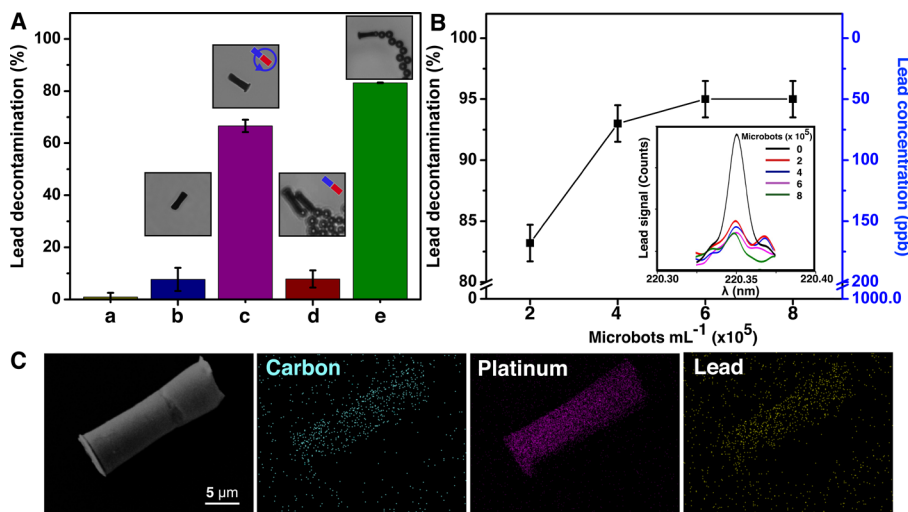 A
Lead decontamination (%)
100
80
60
40
20
0
a b c d e
B
Lead decontamination (%)
100
95
90
85
80
0
2 4 6 8
Microbots mL⁻¹ (x10⁵)
Lead concentration (ppb)
0
50
100
150
200
1000.0
Lead signal (Counts)
Microbots (x 10⁵)
0
2
4
6
8
220.30 220.35 220.40
λ (nm)
C
5 µm
Carbon
Platinum
Lead